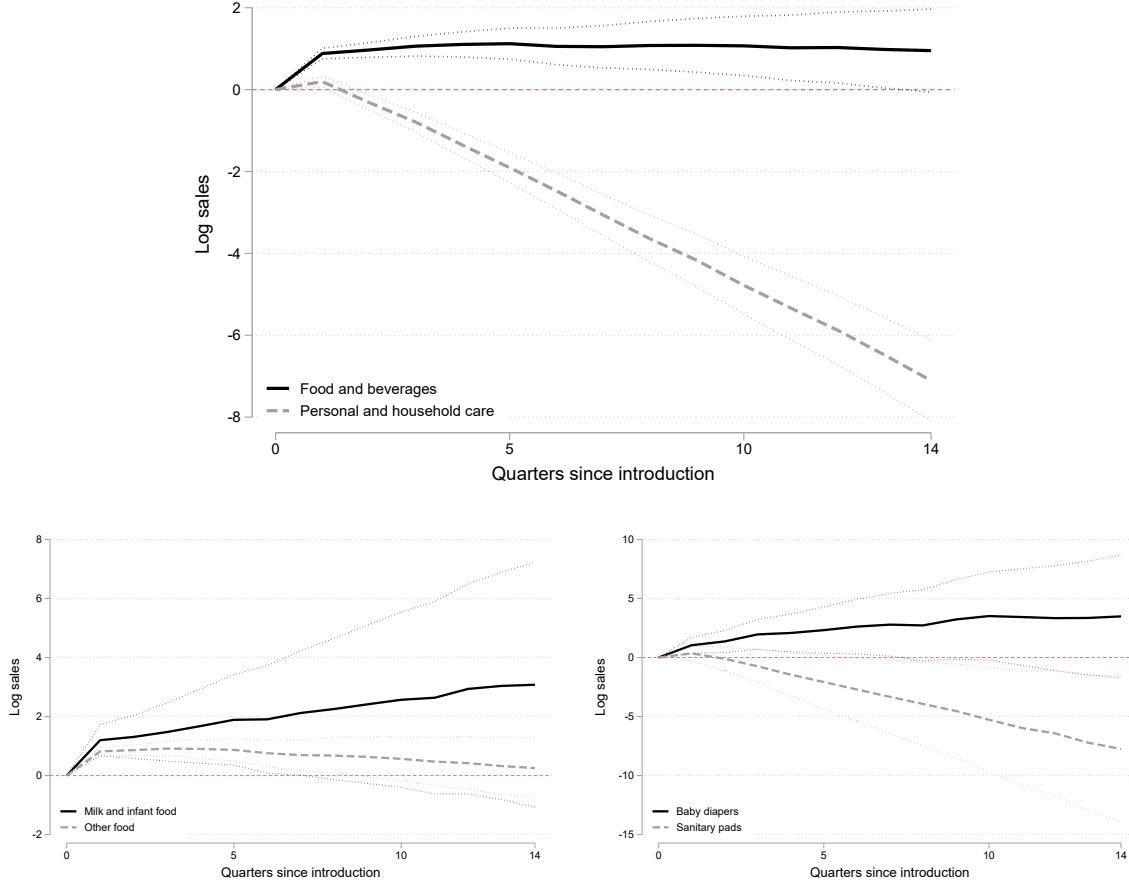 2
0
-2
-4
-6
-8
Log sales
Food and beverages
Personal and household care
0 5 10 14
Quarters since introduction
8
6
4
2
0
-2
Log sales
Milk and infant food
Other food
0 5 10 14
Quarters since introduction
10
5
0
-5
-10
-15
Log sales
Baby diapers
Sanitary pads
0 5 10 14
Quarters since introduction